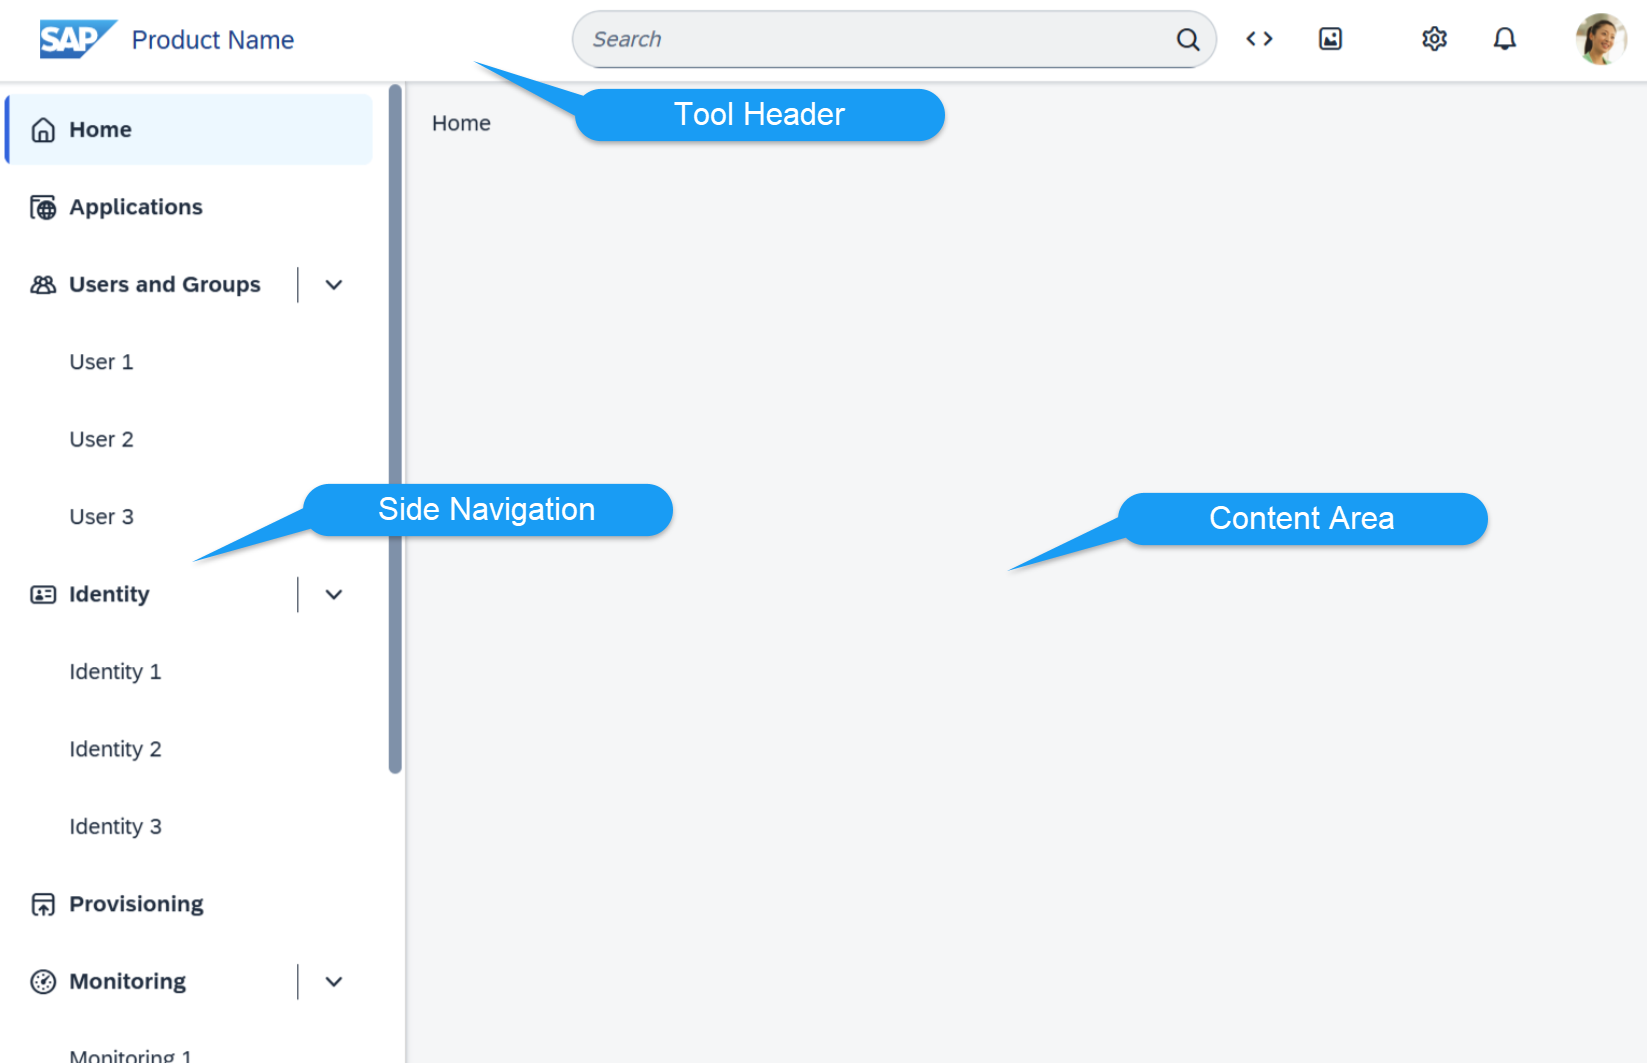 SAP Product Name
Search
Tool Header
Home
Home
Applications
Users and Groups
User 1
User 2
User 3
Side Navigation
Content Area
Identity
Identity 1
Identity 2
Identity 3
Provisioning
Monitoring
Monitoring 1